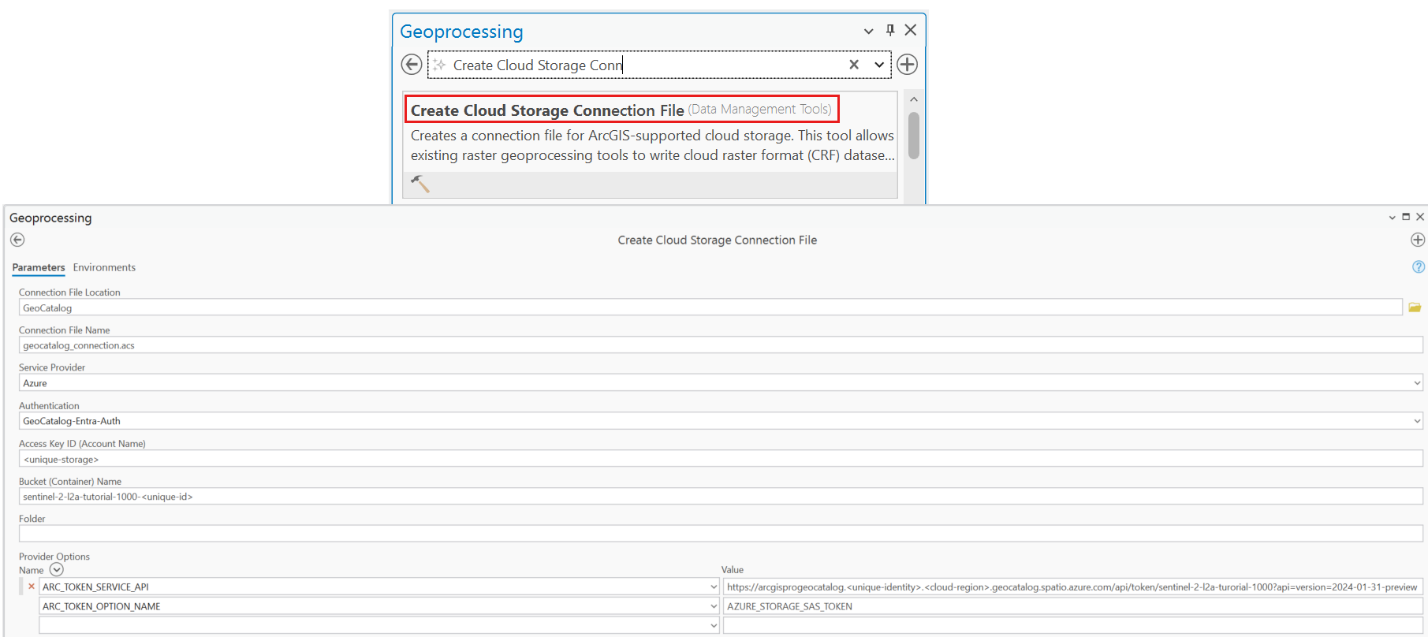 Geoprocessing
Create Cloud Storage Conn
Create Cloud Storage Connection File (Data Management Tools)
Creates a connection file for ArcGIS-supported cloud storage. This tool allows
existing raster geoprocessing tools to write cloud raster format (CRF) datase...
Geoprocessing
Create Cloud Storage Connection File
Parameters Environments
Connection File Location
GeoCatalog
Connection File Name
geocatalog_connection.acs
Service Provider
Azure
Authentication
GeoCatalog-Entra-Auth
Access Key ID (Account Name)
<unique-storage>
Bucket (Container) Name
sentinel-2-l2a-tutorial-1000-<unique-id>
Folder
Provider Options
Name Value
ARC_TOKEN_SERVICE_API https://arcgisprogeocatalog.<unique-identity>.<cloud-region>.geocatalog.spatio.azure.com/api/token/sentinel-2-l2a-turorial-1000?api=version=2024-01-31-preview
ARC_TOKEN_OPTION_NAME AZURE_STORAGE_SAS_TOKEN